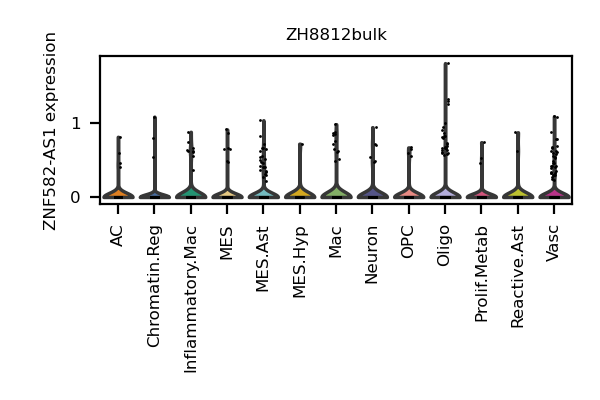 ZH8812bulk
ZNF582-AS1 expression
1
0
AC
Chromatin.Reg
Inflammatory.Mac
MES
MES.Ast
MES.Hyp
Mac
Neuron
OPC
Oligo
Prolif.Metab
Reactive.Ast
Vasc